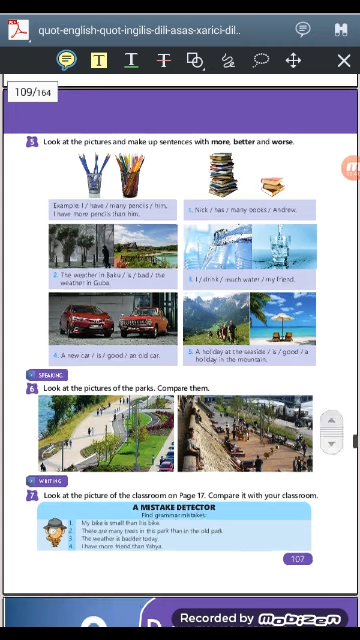 quot-english-quot-ingilis-dili-asas-xarici-dil..
109/164
5 Look at the pictures and make up sentences with more, better and worse.
Example: I / have / many pencils / him.
I have more pencils than him.
1. Nick / has / many books / Andrew.
2. The weather in Baku / is / bad / the
weather in Guba.
3. I / drink / much water / my friend.
4. A new car / is / good / an old car.
5. A holiday at the seaside / is / good / a
holiday in the mountain.
SPEAKING
6 Look at the pictures of the parks. Compare them.
WRITING
7 Look at the picture of the classroom on Page 17. Compare it with your classroom.
A MISTAKE DETECTOR
Find grammar mistakes:
1. My bike is small than his bike.
2. There are many trees in this park than in the old park.
3. The weather is badder today.
4. I have more friend than Yahya.
107
Recorded by MOBIZEN